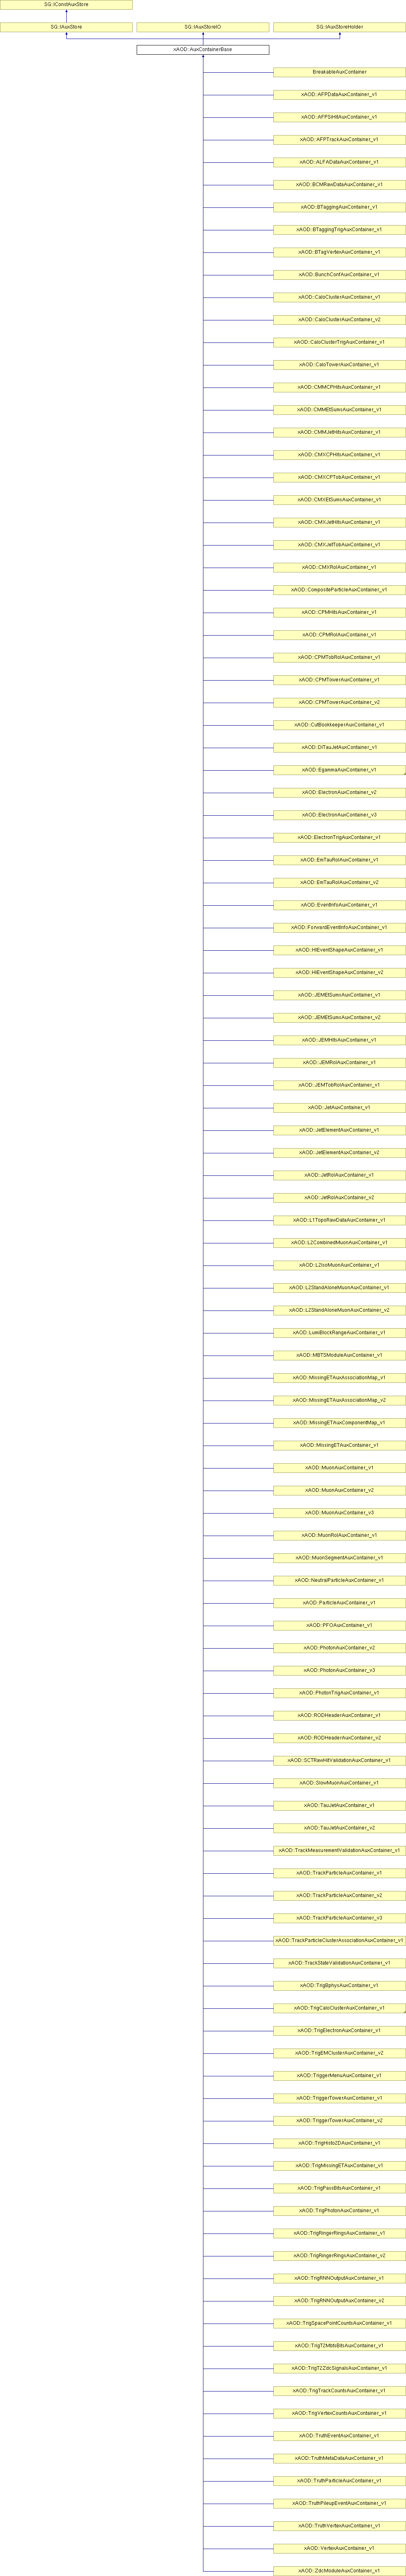 SG::IConstAuxStore
SG::IAuxStore
SG::IAuxStoreIO
SG::IAuxStoreHolder
xAOD::AuxContainerBase
BreakableAuxContainer
xAOD::AFPDataAuxContainer_v1
xAOD::AFPSiHitAuxContainer_v1
xAOD::AFPTrackAuxContainer_v1
xAOD::ALFADataAuxContainer_v1
xAOD::BCMRawDataAuxContainer_v1
xAOD::BTaggingAuxContainer_v1
xAOD::BTaggingTrigAuxContainer_v1
xAOD::BTagVertexAuxContainer_v1
xAOD::BunchConfAuxContainer_v1
xAOD::CaloClusterAuxContainer_v1
xAOD::CaloClusterAuxContainer_v2
xAOD::CaloClusterTrigAuxContainer_v1
xAOD::CaloTowerAuxContainer_v1
xAOD::CMMCPHitsAuxContainer_v1
xAOD::CMMEtSumsAuxContainer_v1
xAOD::CMMJetHitsAuxContainer_v1
xAOD::CMXCPHitsAuxContainer_v1
xAOD::CMXCPTobAuxContainer_v1
xAOD::CMXEtSumsAuxContainer_v1
xAOD::CMXJetHitsAuxContainer_v1
xAOD::CMXJetTobAuxContainer_v1
xAOD::CMXRoIAuxContainer_v1
xAOD::CompositeParticleAuxContainer_v1
xAOD::CPMHitsAuxContainer_v1
xAOD::CPMRoIAuxContainer_v1
xAOD::CPMTobRoIAuxContainer_v1
xAOD::CPMTowerAuxContainer_v1
xAOD::CPMTowerAuxContainer_v2
xAOD::CutBookkeeperAuxContainer_v1
xAOD::DiTauJetAuxContainer_v1
xAOD::EgammaAuxContainer_v1
xAOD::ElectronAuxContainer_v2
xAOD::ElectronAuxContainer_v3
xAOD::ElectronTrigAuxContainer_v1
xAOD::EmTauRoIAuxContainer_v1
xAOD::EmTauRoIAuxContainer_v2
xAOD::EventInfoAuxContainer_v1
xAOD::ForwardEventInfoAuxContainer_v1
xAOD::HIEventShapeAuxContainer_v1
xAOD::HIEventShapeAuxContainer_v2
xAOD::JEMEtSumsAuxContainer_v1
xAOD::JEMEtSumsAuxContainer_v2
xAOD::JEMHitsAuxContainer_v1
xAOD::JEMRoIAuxContainer_v1
xAOD::JEMTobRoIAuxContainer_v1
xAOD::JetAuxContainer_v1
xAOD::JetElementAuxContainer_v1
xAOD::JetElementAuxContainer_v2
xAOD::JetRoIAuxContainer_v1
xAOD::JetRoIAuxContainer_v2
xAOD::L1TopoRawDataAuxContainer_v1
xAOD::L2CombinedMuonAuxContainer_v1
xAOD::L2IsoMuonAuxContainer_v1
xAOD::L2StandAloneMuonAuxContainer_v1
xAOD::L2StandAloneMuonAuxContainer_v2
xAOD::LumiBlockRangeAuxContainer_v1
xAOD::MBTSModuleAuxContainer_v1
xAOD::MissingETAuxAssociationMap_v1
xAOD::MissingETAuxAssociationMap_v2
xAOD::MissingETAuxComponentMap_v1
xAOD::MissingETAuxContainer_v1
xAOD::MuonAuxContainer_v1
xAOD::MuonAuxContainer_v2
xAOD::MuonAuxContainer_v3
xAOD::MuonRoIAuxContainer_v1
xAOD::MuonSegmentAuxContainer_v1
xAOD::NeutralParticleAuxContainer_v1
xAOD::ParticleAuxContainer_v1
xAOD::PFOAuxContainer_v1
xAOD::PhotonAuxContainer_v2
xAOD::PhotonAuxContainer_v3
xAOD::PhotonTrigAuxContainer_v1
xAOD::RODHeaderAuxContainer_v1
xAOD::RODHeaderAuxContainer_v2
xAOD::SCTRawHitValidationAuxContainer_v1
xAOD::SlowMuonAuxContainer_v1
xAOD::TauJetAuxContainer_v1
xAOD::TauJetAuxContainer_v2
xAOD::TrackMeasurementValidationAuxContainer_v1
xAOD::TrackParticleAuxContainer_v1
xAOD::TrackParticleAuxContainer_v2
xAOD::TrackParticleAuxContainer_v3
xAOD::TrackParticleClusterAssociationAuxContainer_v1
xAOD::TrackStateValidationAuxContainer_v1
xAOD::TrigBphysAuxContainer_v1
xAOD::TrigCaloClusterAuxContainer_v1
xAOD::TrigElectronAuxContainer_v1
xAOD::TrigEMClusterAuxContainer_v2
xAOD::TriggerMenuAuxContainer_v1
xAOD::TriggerTowerAuxContainer_v1
xAOD::TriggerTowerAuxContainer_v2
xAOD::TrigHisto2DAuxContainer_v1
xAOD::TrigMissingETAuxContainer_v1
xAOD::TrigPassBitsAuxContainer_v1
xAOD::TrigPhotonAuxContainer_v1
xAOD::TrigRingerRingsAuxContainer_v1
xAOD::TrigRingerRingsAuxContainer_v2
xAOD::TrigRNNOutputAuxContainer_v1
xAOD::TrigRNNOutputAuxContainer_v2
xAOD::TrigSpacePointCountsAuxContainer_v1
xAOD::TrigT2MbtsBitsAuxContainer_v1
xAOD::TrigT2ZdcSignalsAuxContainer_v1
xAOD::TrigTrackCountsAuxContainer_v1
xAOD::TrigVertexCountsAuxContainer_v1
xAOD::TruthEventAuxContainer_v1
xAOD::TruthMetaDataAuxContainer_v1
xAOD::TruthParticleAuxContainer_v1
xAOD::TruthPileupEventAuxContainer_v1
xAOD::TruthVertexAuxContainer_v1
xAOD::VertexAuxContainer_v1
xAOD::ZdcModuleAuxContainer_v1